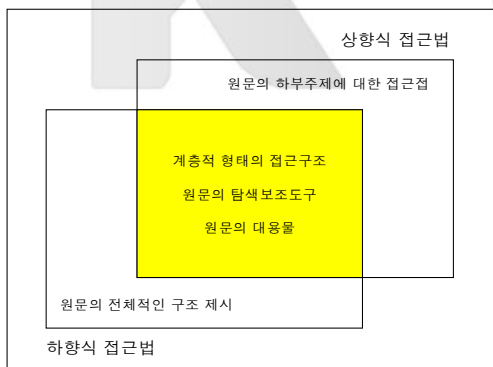 상향식 접근법
원문의 하부주제에 대한 접근접
계층적 형태의 접근구조
원문의 탐색보조도구
원문의 대용물
원문의 전체적인 구조 제시
하향식 접근법